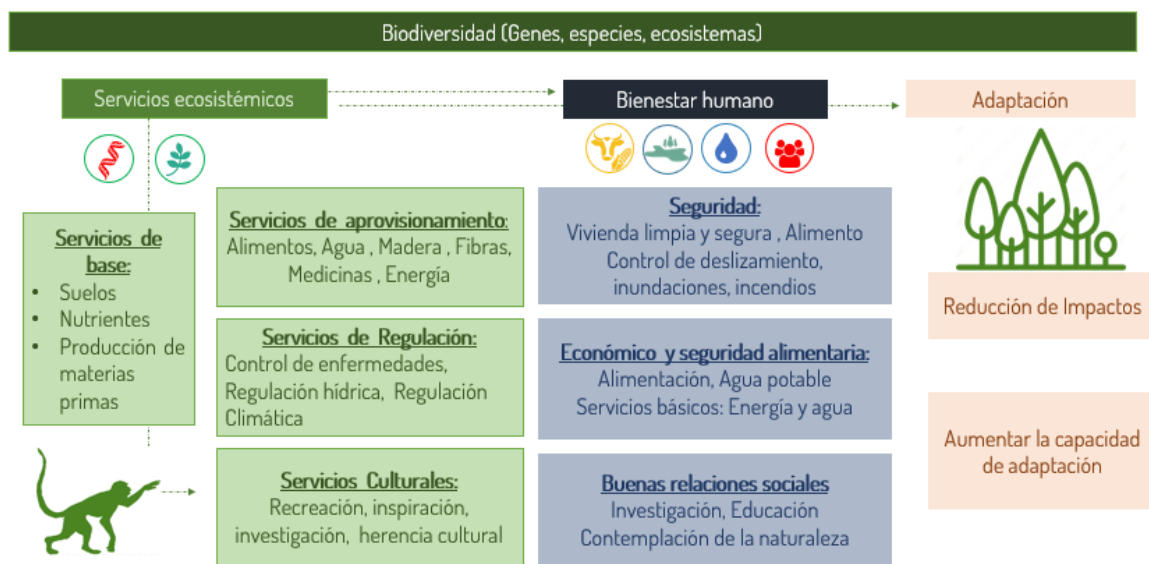 Biodiversidad (Genes, especies, ecosistemas)
Servicios ecosistémicos
Bienestar humano
Adaptación
Servicios de
base:
• Suelos
• Nutrientes
• Producción de
materias
primas
Servicios de aprovisionamiento:
Alimentos, Agua , Madera , Fibras,
Medicinas , Energía
Servicios de Regulación:
Control de enfermedades,
Regulación hídrica, Regulación
Climática
Servicios Culturales:
Recreación, inspiración,
investigación, herencia cultural
Seguridad:
Vivienda limpia y segura , Alimento
Control de deslizamiento,
inundaciones, incendios
Económico y seguridad alimentaria:
Alimentación, Agua potable
Servicios básicos: Energía y agua
Buenas relaciones sociales
Investigación, Educación
Contemplación de la naturaleza
Reducción de Impactos
Aumentar la capacidad
de adaptación